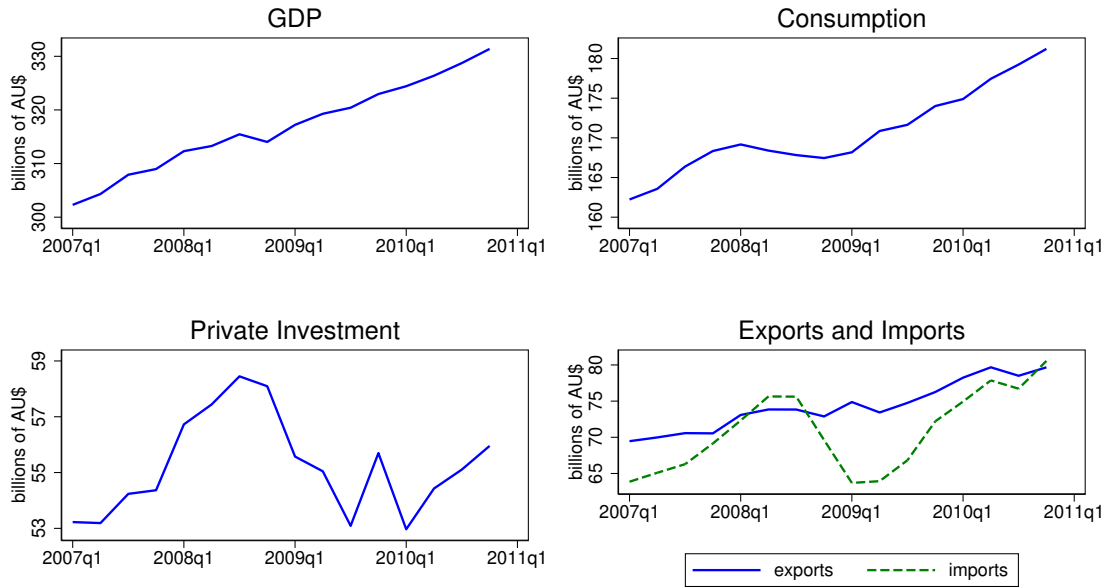 GDP
billions of AU$
300 310 320 330
2007q1 2008q1 2009q1 2010q1 2011q1
Consumption
billions of AU$
160 165 170 175 180
2007q1 2008q1 2009q1 2010q1 2011q1
Private Investment
billions of AU$
53 55 57 59
2007q1 2008q1 2009q1 2010q1 2011q1
Exports and Imports
billions of AU$
65 70 75 80
2007q1 2008q1 2009q1 2010q1 2011q1
exports imports